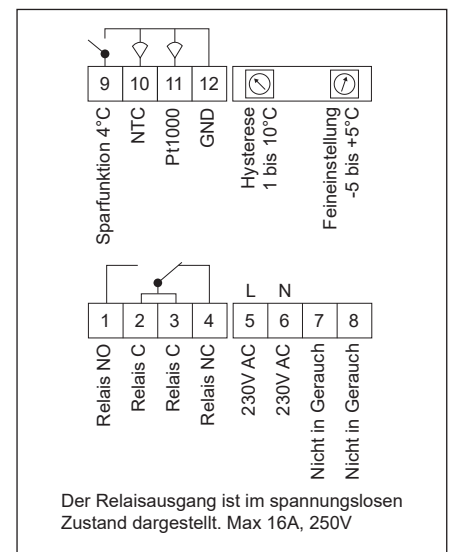 9 10 11 12
Sparfunktion 4°C
NTC
Pt1000
GND
Hysterese
1 bis 10°C
Feineinstellung
-5 bis +5°C
L N
1 2 3 4 5 6 7 8
Relais NO
Relais C
Relais C
Relais NC
230V AC
230V AC
Nicht in Gerauch
Nicht in Gerauch
Der Relaisausgang ist im spannungslosen
Zustand dargestellt. Max 16A, 250V